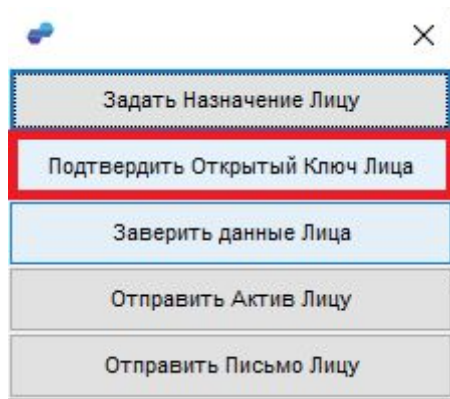 Задать Назначение Лицу
Подтвердить Открытый Ключ Лица
Заверить данные Лица
Отправить Актив Лицу
Отправить Письмо Лицу